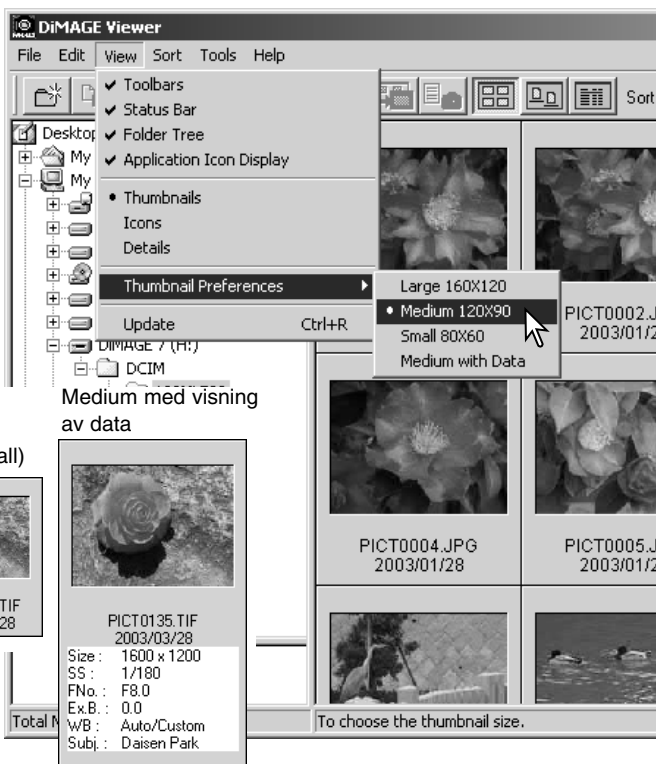 DiMAGE Viewer
File Edit View Sort Tools Help
Toolbars
Status Bar
Folder Tree
Application Icon Display
Thumbnails
Icons
Details
Thumbnail Preferences
Update Ctrl+R
Large 160X120
Medium 120X90
Small 80X60
Medium with Data
Sort
Desktop
My
My
DiMAGE 7 (H:)
DCIM
PICT0002.J
2003/01/2
PICT0004.JPG
2003/01/28
PICT0005.J
2003/01/2
Medium med visning
av data
all)
TIF
28
PICT0135.TIF
2003/03/28
Size : 1600 x 1200
SS : 1/180
FNo. : F8.0
Ex.B. : 0.0
WB : Auto/Custom
Subj. : Daisen Park
Total
To choose the thumbnail size.